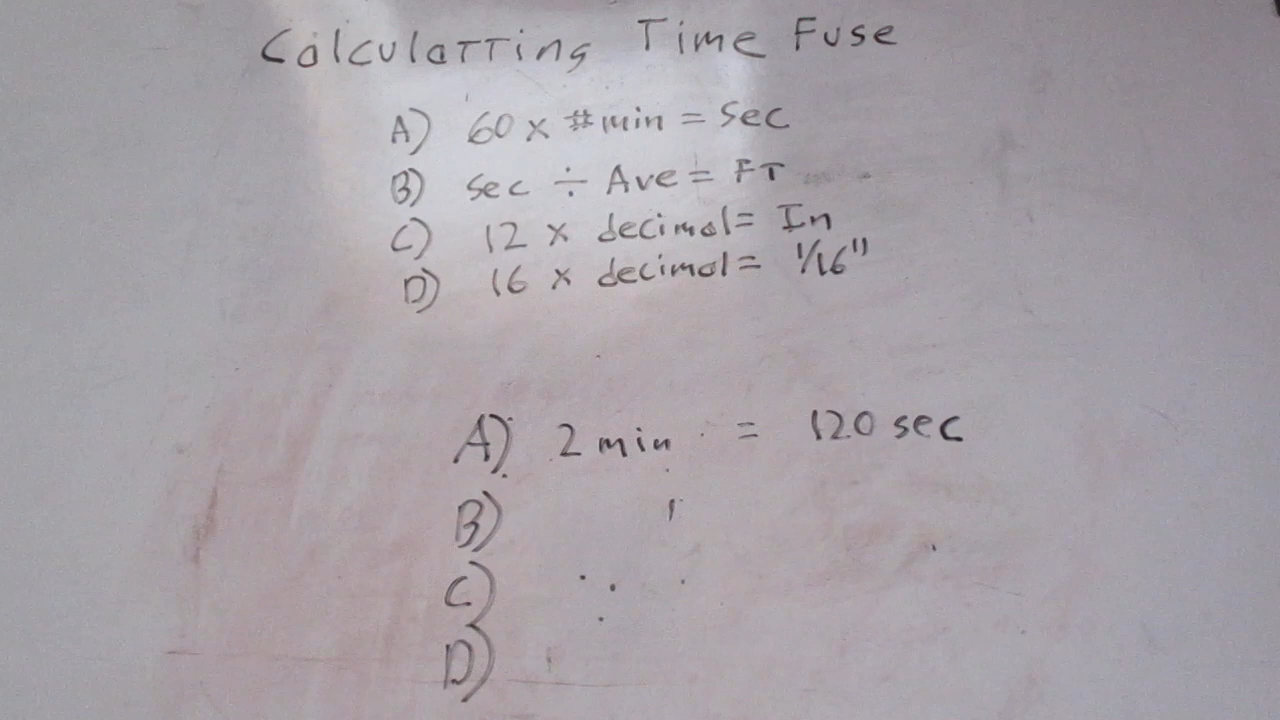 Calculatting Time Fuse
A) 60 x #min = Sec
B) Sec ÷ Ave = FT
C) 12 x decimal = In
D) 16 x decimal = 1/16"
A) 2 min = 120 sec
B)
C)
D)